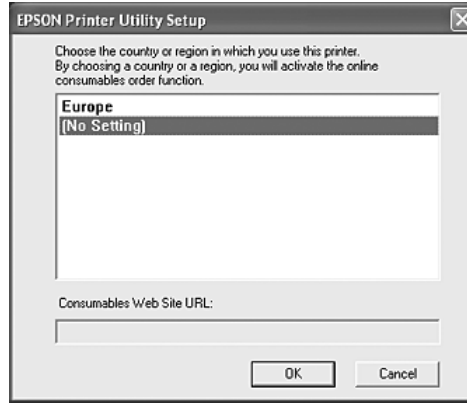 EPSON Printer Utility Setup
Choose the country or region in which you use this printer.
By choosing a country or a region, you will activate the online
consumables order function.
Europe
(No Setting)
Consumables Web Site URL:
OK
Cancel